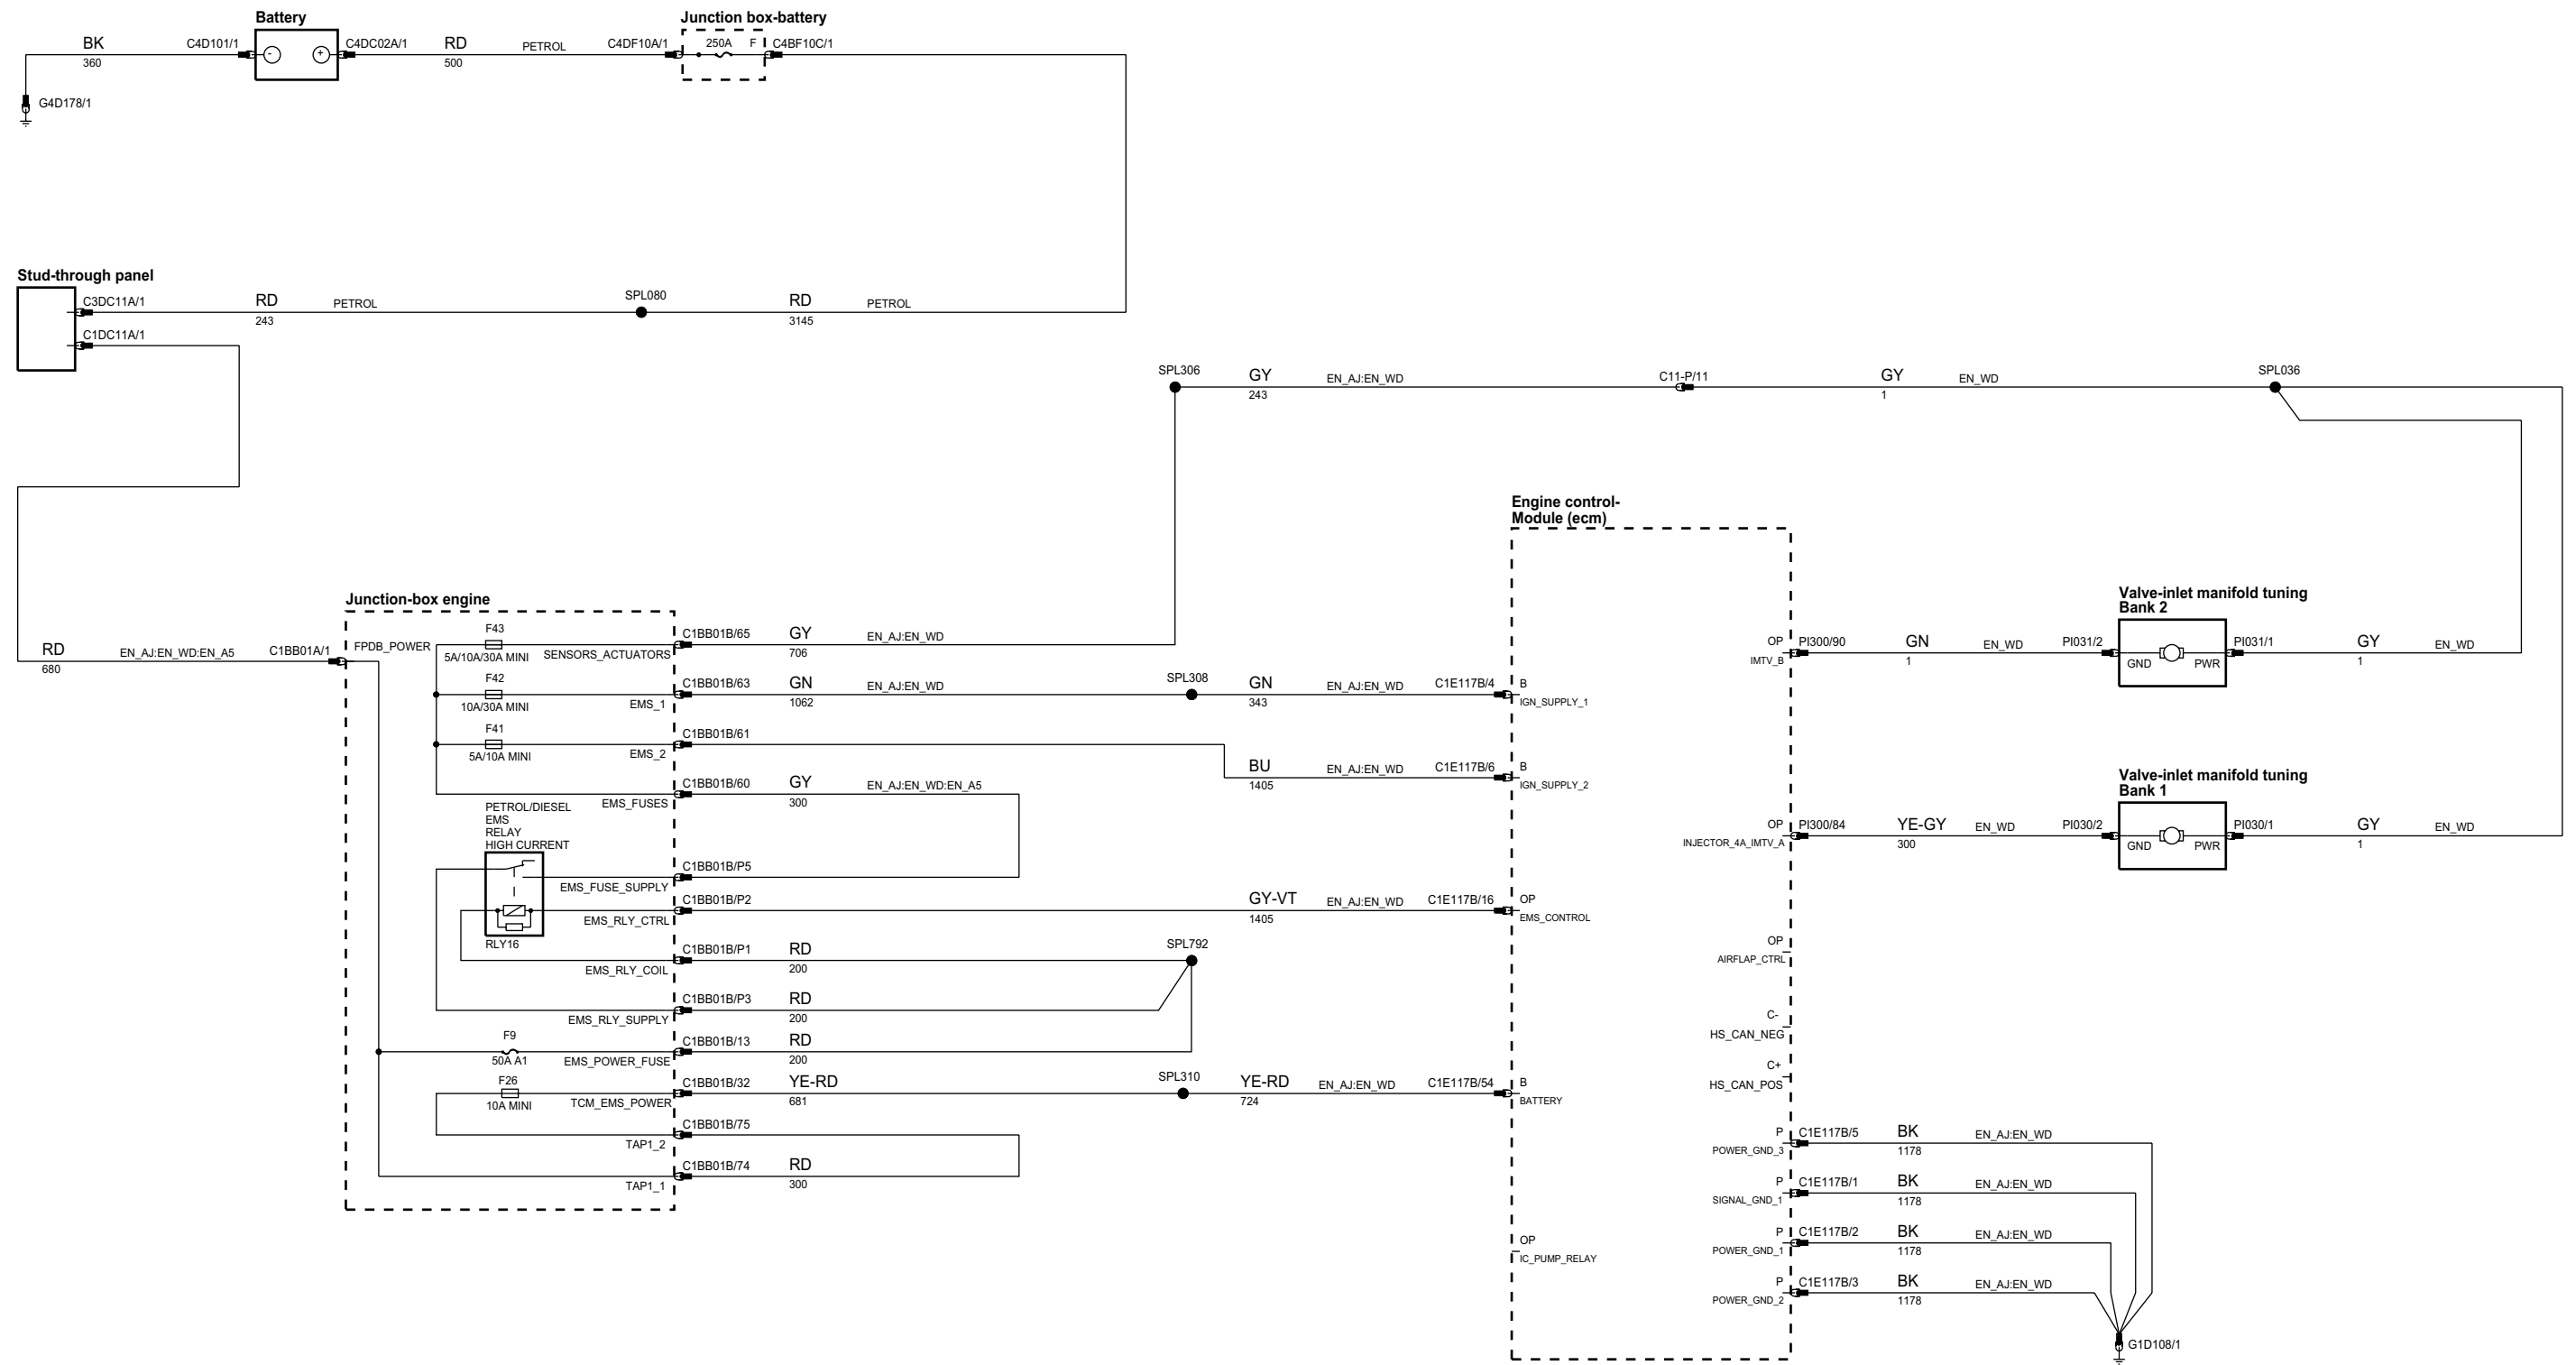 Battery
Junction box-battery
BK
360
C4D101/1
-
+
C4DC02A/1
RD
500
PETROL
C4DF10A/1
250A
F
C4BF10C/1
G4D178/1
Stud-through panel
C3DC11A/1
RD
243
PETROL
SPL080
RD
3145
PETROL
C1DC11A/1
SPL306
GY
243
EN_AJ:EN_WD
C11-P/11
GY
1
EN_WD
SPL036
Engine control-
Module (ecm)
Junction-box engine
RD
680
EN_AJ:EN_WD:EN_A5
C1BB01A/1
FPDB_POWER
F43
5A/10A/30A MINI
SENSORS_ACTUATORS
C1BB01B/65
GY
706
EN_AJ:EN_WD
F42
10A/30A MINI
EMS_1
C1BB01B/63
GN
1062
EN_AJ:EN_WD
SPL308
GN
343
EN_AJ:EN_WD
C1E117B/4
B
IGN_SUPPLY_1
F41
5A/10A MINI
EMS_2
C1BB01B/61
BU
1405
EN_AJ:EN_WD
C1E117B/6
B
IGN_SUPPLY_2
EMS_FUSES
C1BB01B/60
GY
300
EN_AJ:EN_WD:EN_A5
PETROL/DIESEL
EMS
RELAY
HIGH CURRENT
RLY16
EMS_FUSE_SUPPLY
C1BB01B/P5
EMS_RLY_CTRL
C1BB01B/P2
GY-VT
1405
EN_AJ:EN_WD
C1E117B/16
OP
EMS_CONTROL
EMS_RLY_COIL
C1BB01B/P1
RD
200
SPL792
EMS_RLY_SUPPLY
C1BB01B/P3
RD
200
F9
50A A1
EMS_POWER_FUSE
C1BB01B/13
RD
200
F26
10A MINI
TCM_EMS_POWER
C1BB01B/32
YE-RD
681
SPL310
YE-RD
724
EN_AJ:EN_WD
C1E117B/54
B
BATTERY
TAP1_2
C1BB01B/75
TAP1_1
C1BB01B/74
RD
300
OP
IC_PUMP_RELAY
OP
IMTV_B
PI300/90
GN
1
EN_WD
PI031/2
Valve-inlet manifold tuning
Bank 2
GND
PWR
PI031/1
GY
1
EN_WD
OP
INJECTOR_4A_IMTV_A
PI300/84
YE-GY
300
EN_WD
PI030/2
Valve-inlet manifold tuning
Bank 1
GND
PWR
PI030/1
GY
1
EN_WD
OP
AIRFLAP_CTRL
C-
HS_CAN_NEG
C+
HS_CAN_POS
P
POWER_GND_3
C1E117B/5
BK
1178
EN_AJ:EN_WD
P
SIGNAL_GND_1
C1E117B/1
BK
1178
EN_AJ:EN_WD
P
POWER_GND_1
C1E117B/2
BK
1178
EN_AJ:EN_WD
P
POWER_GND_2
C1E117B/3
BK
1178
EN_AJ:EN_WD
G1D108/1